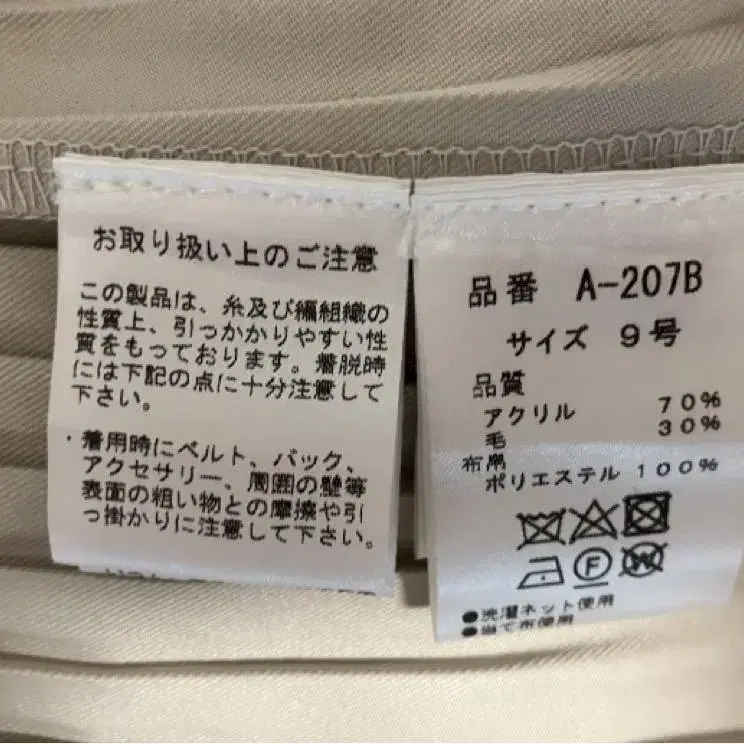 お取り扱い上のご注意
この製品は、糸及び編組織の
性質上、引っかかりやすい性
質をもっております。着脱時
には下記の点に十分注意して
下さい。
・着用時にベルト、バック、
アクセサリー、周囲の壁等
表面の粗い物との摩擦や引
っ掛かりに注意して下さい。
品番 A-207B
サイズ 9号
品質
アクリル 70%
毛 30%
布帛
ポリエステル 100%
F
W
●洗濯ネット使用
●当て布使用